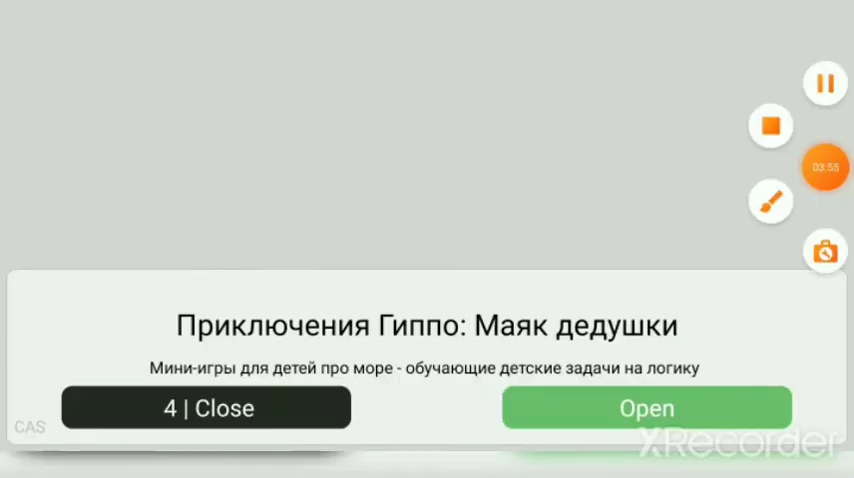 03:55
Приключения Гиппо: Маяк дедушки
Мини-игры для детей про море - обучающие детские задачи на логику
4 | Close
Open
CAS
XRecorder